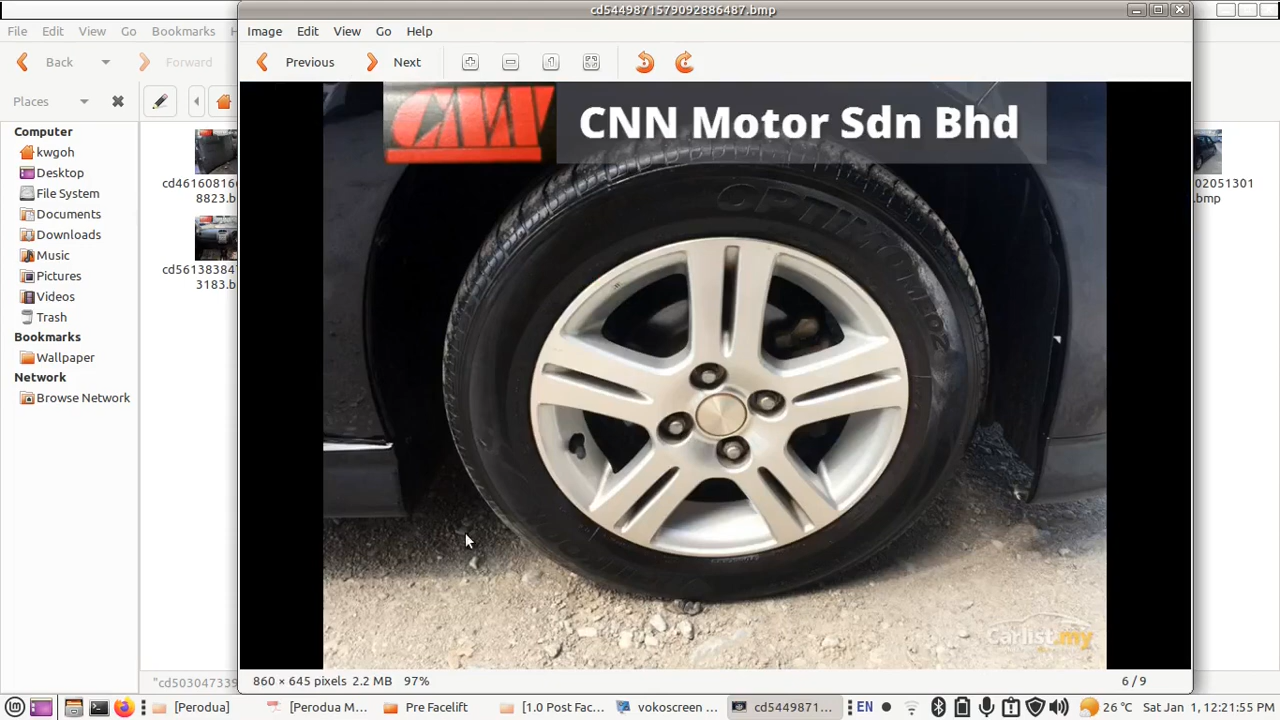 cd5449871579092886487.bmp
File Edit View Go Bookmarks
Image Edit View Go Help
Back Forward
Previous Next
Places
Computer
kwgoh
Desktop
File System
Documents
Downloads
Music
Pictures
Videos
Trash
Bookmarks
Wallpaper
Network
Browse Network
CNN Motor Sdn Bhd
OPTIMO
Carlist.my
860 × 645 pixels 2.2 MB 97%
6 / 9
[Perodua]
[Perodua M...
Pre Facelift
[1.0 Post Fac...
vokoscreen ...
cd5449871...
EN
26 °C
Sat Jan 1, 12:21:55 PM